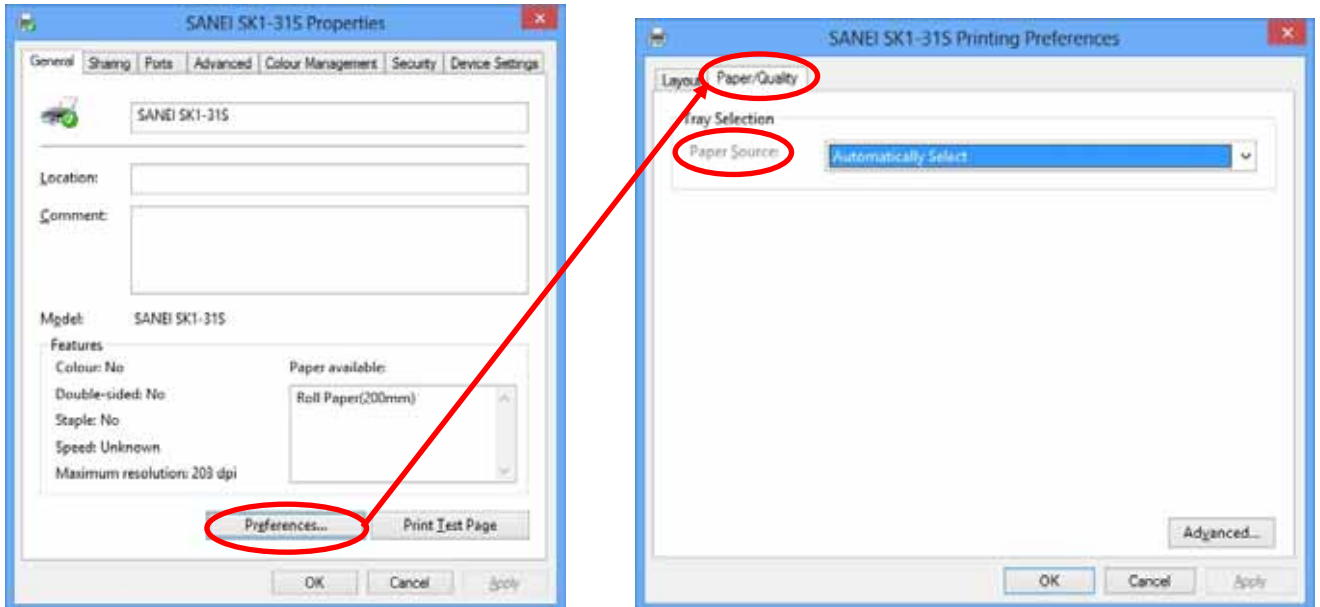 SANEI SK1-31S Properties
General Sharing Ports Advanced Colour Management Security Device Settings
SANEI SK1-31S
Location:
Comment:
Model: SANEI SK1-31S
Features
Colour: No
Double-sided: No
Staple: No
Speed: Unknown
Maximum resolution: 203 dpi
Paper available:
Roll Paper(200mm)
Preferences... Print Test Page
OK Cancel Apply
SANEI SK1-31S Printing Preferences
Layout Paper/Quality
Tray Selection
Paper Source: Automatically Select
Advanced...
OK Cancel Apply